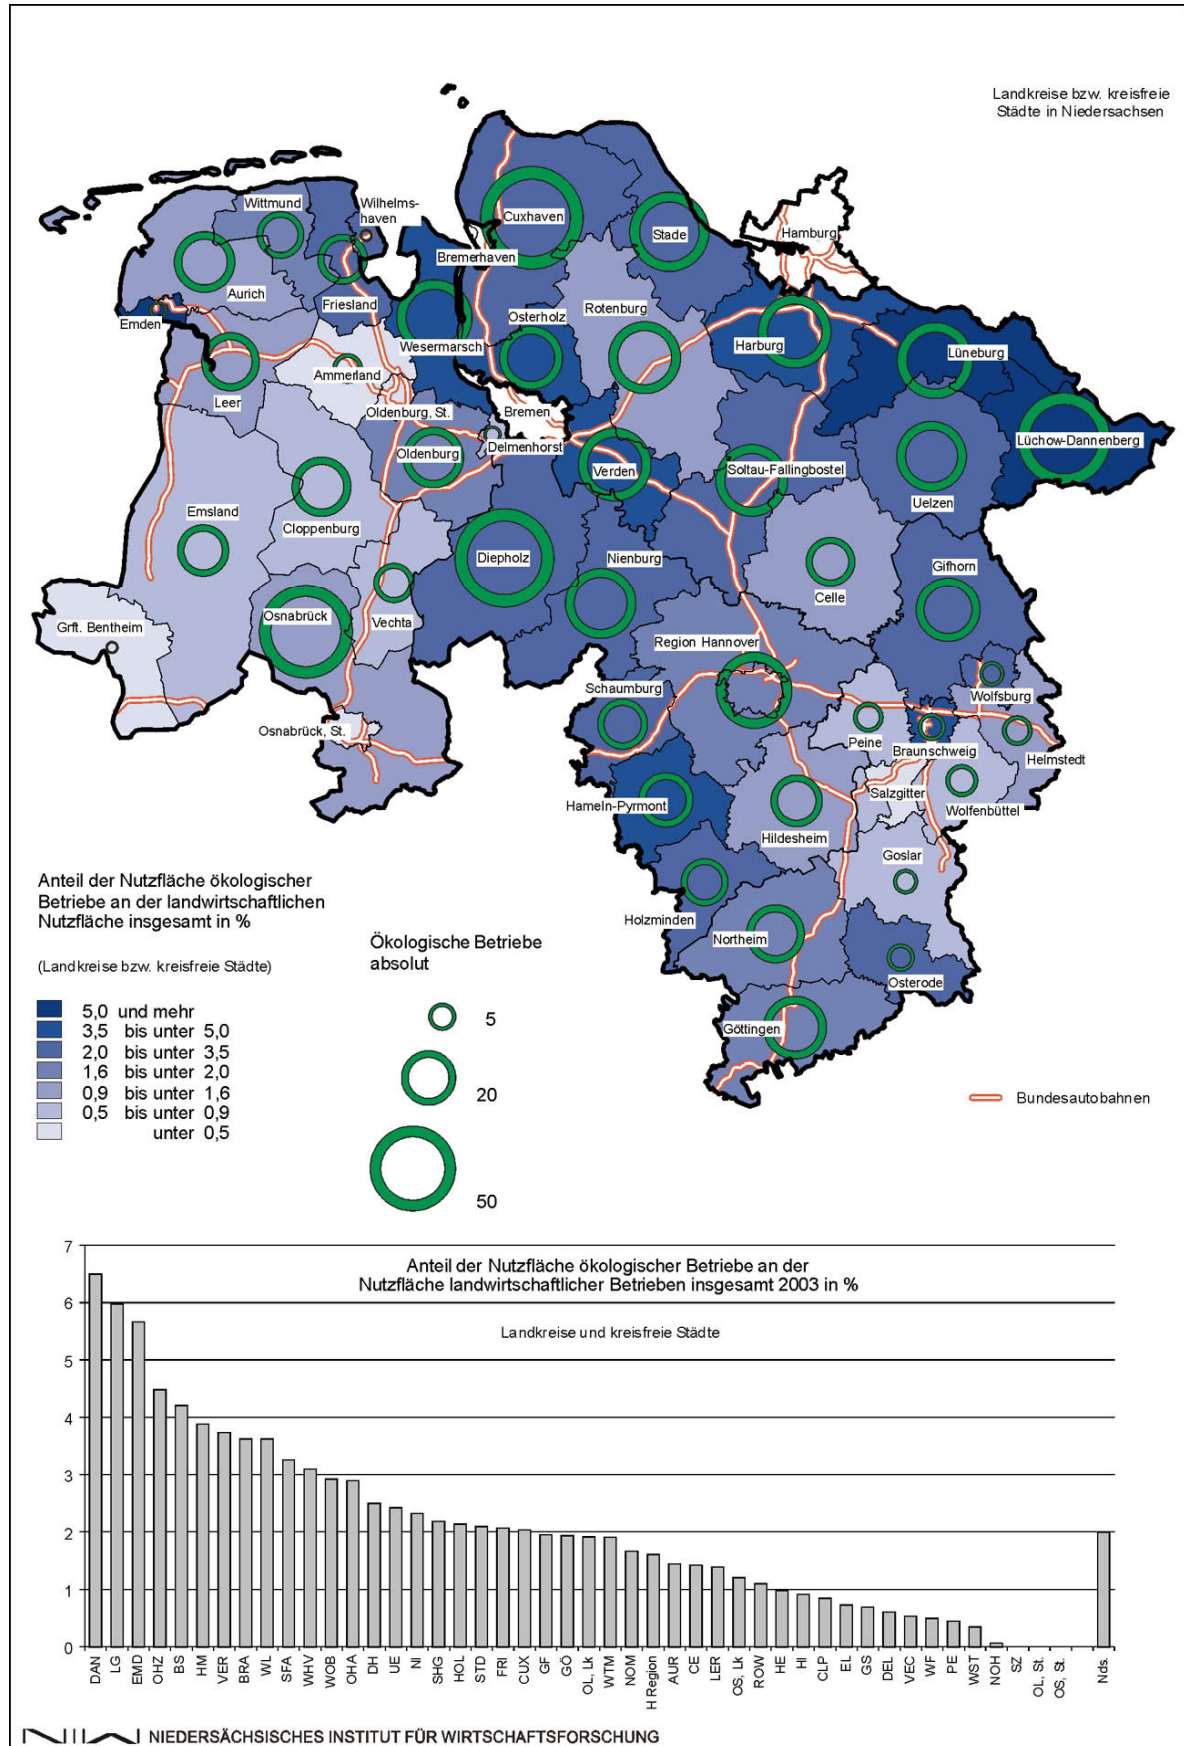 Landkreise bzw. kreisfreie
Städte in Niedersachsen
Wilhelms-
haven
Wittmund
Cuxhaven
Stade
Hamburg
Bremerhaven
Aurich
Friesland
Emden
Osterholz
Rotenburg
Wesermarsch
Harburg
Lüneburg
Ammerland
Leer
Oldenburg, St.
Bremen
Lüchow-Dannenberg
Delmenhorst
Oldenburg
Verden
Soltau-Fallingbostel
Uelzen
Emsland
Cloppenburg
Diepholz
Nienburg
Gifhorn
Celle
Osnabrück
Vechta
Grft. Bentheim
Region Hannover
Schaumburg
Wolfsburg
Osnabrück, St.
Peine
Braunschweig
Helmstedt
Salzgitter
Hameln-Pyrmont
Wolfenbüttel
Hildesheim
Goslar
Holzminden
Northeim
Osterode
Göttingen
Anteil der Nutzfläche ökologischer
Betriebe an der landwirtschaftlichen
Nutzfläche insgesamt in %
(Landkreise bzw. kreisfreie Städte)
5,0 und mehr
3,5 bis unter 5,0
2,0 bis unter 3,5
1,6 bis unter 2,0
0,9 bis unter 1,6
0,5 bis unter 0,9
unter 0,5
Ökologische Betriebe
absolut
5
20
50
Bundesautobahnen
Anteil der Nutzfläche ökologischer Betriebe an der
Nutzfläche landwirtschaftlicher Betrieben insgesamt 2003 in %
Landkreise und kreisfreie Städte
7
6
5
4
3
2
1
0
DAN
LG
EMD
OHZ
BS
HM
VER
BRA
WL
SFA
WHV
WOB
OHA
DH
UE
NI
SHG
HOL
STD
FRI
CUX
GF
GÖ
OL, Lk
WTM
NOM
H Region
AUR
CE
LER
OS, Lk
ROW
HE
HI
CLP
EL
GS
DEL
VEC
WF
PE
WST
NOH
SZ
OL, St.
OS, St.
Nds.
NIW NIEDERSÄCHSISCHES INSTITUT FÜR WIRTSCHAFTSFORSCHUNG